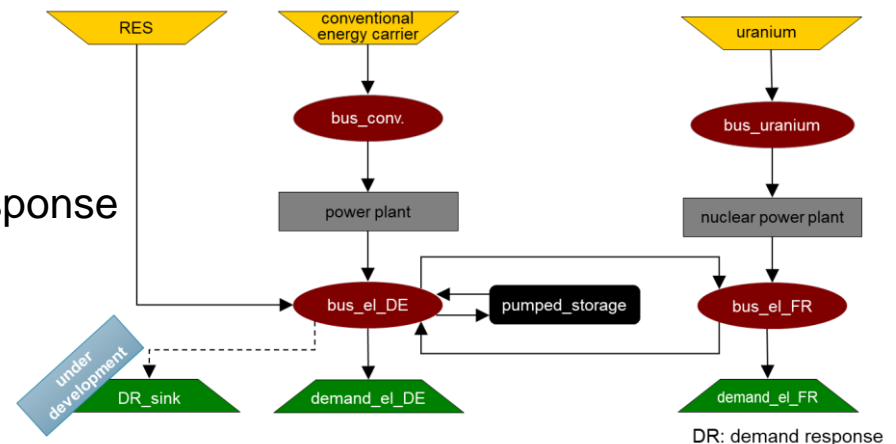 RES
conventional
energy carrier
uranium
bus_conv.
bus_uranium
power plant
nuclear power plant
bus_el_DE
pumped_storage
bus_el_FR
under
development
DR_sink
demand_el_DE
demand_el_FR
DR: demand response